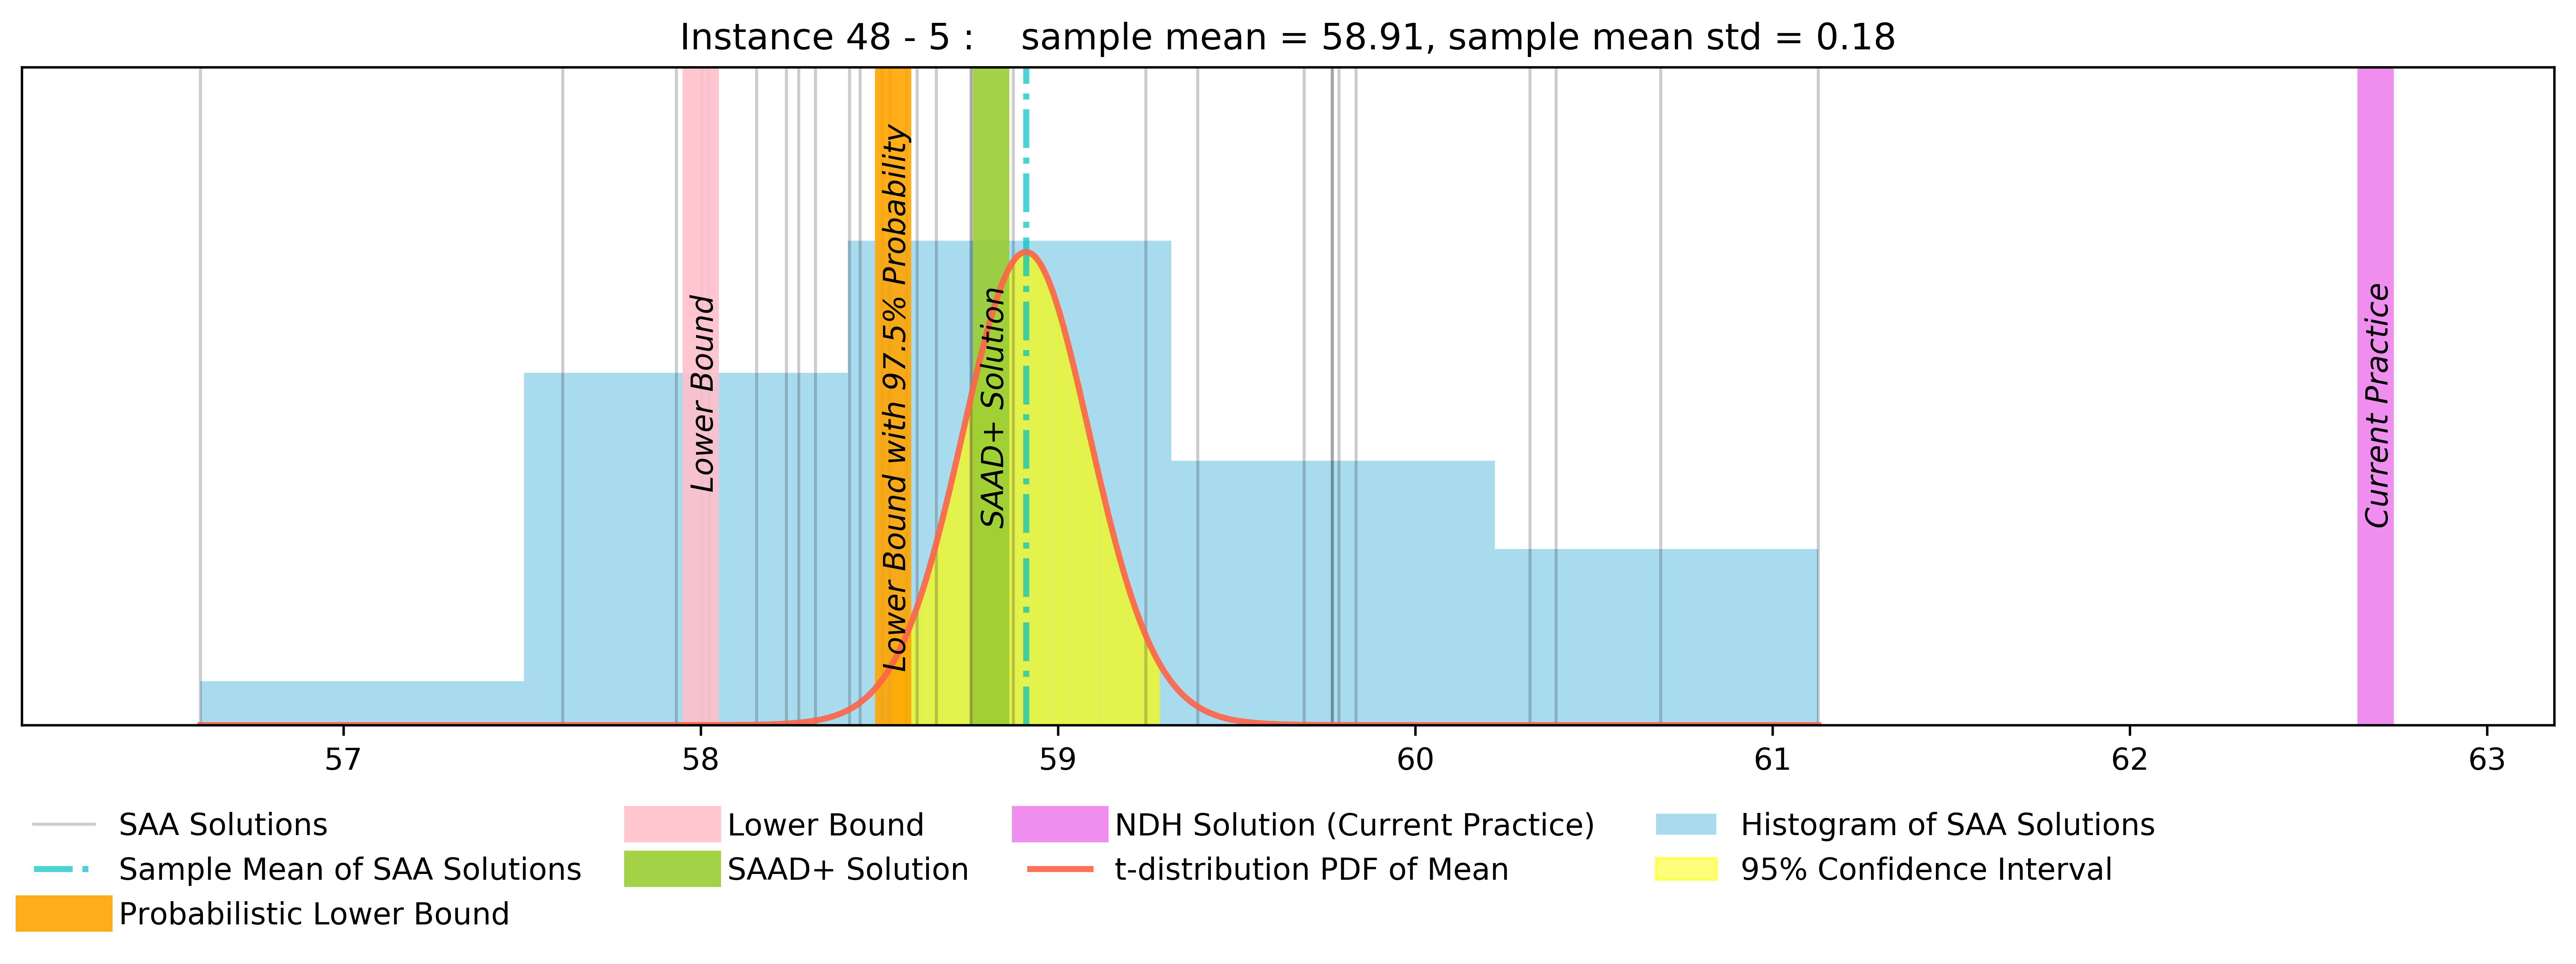 Instance 48 - 5 :    sample mean = 58.91, sample mean std = 0.18
Lower Bound
Lower Bound with 97.5% Probability
SAAD+ Solution
Current Practice
57 58 59 60 61 62 63
SAA Solutions
Sample Mean of SAA Solutions
Probabilistic Lower Bound
Lower Bound
SAAD+ Solution
NDH Solution (Current Practice)
t-distribution PDF of Mean
Histogram of SAA Solutions
95% Confidence Interval